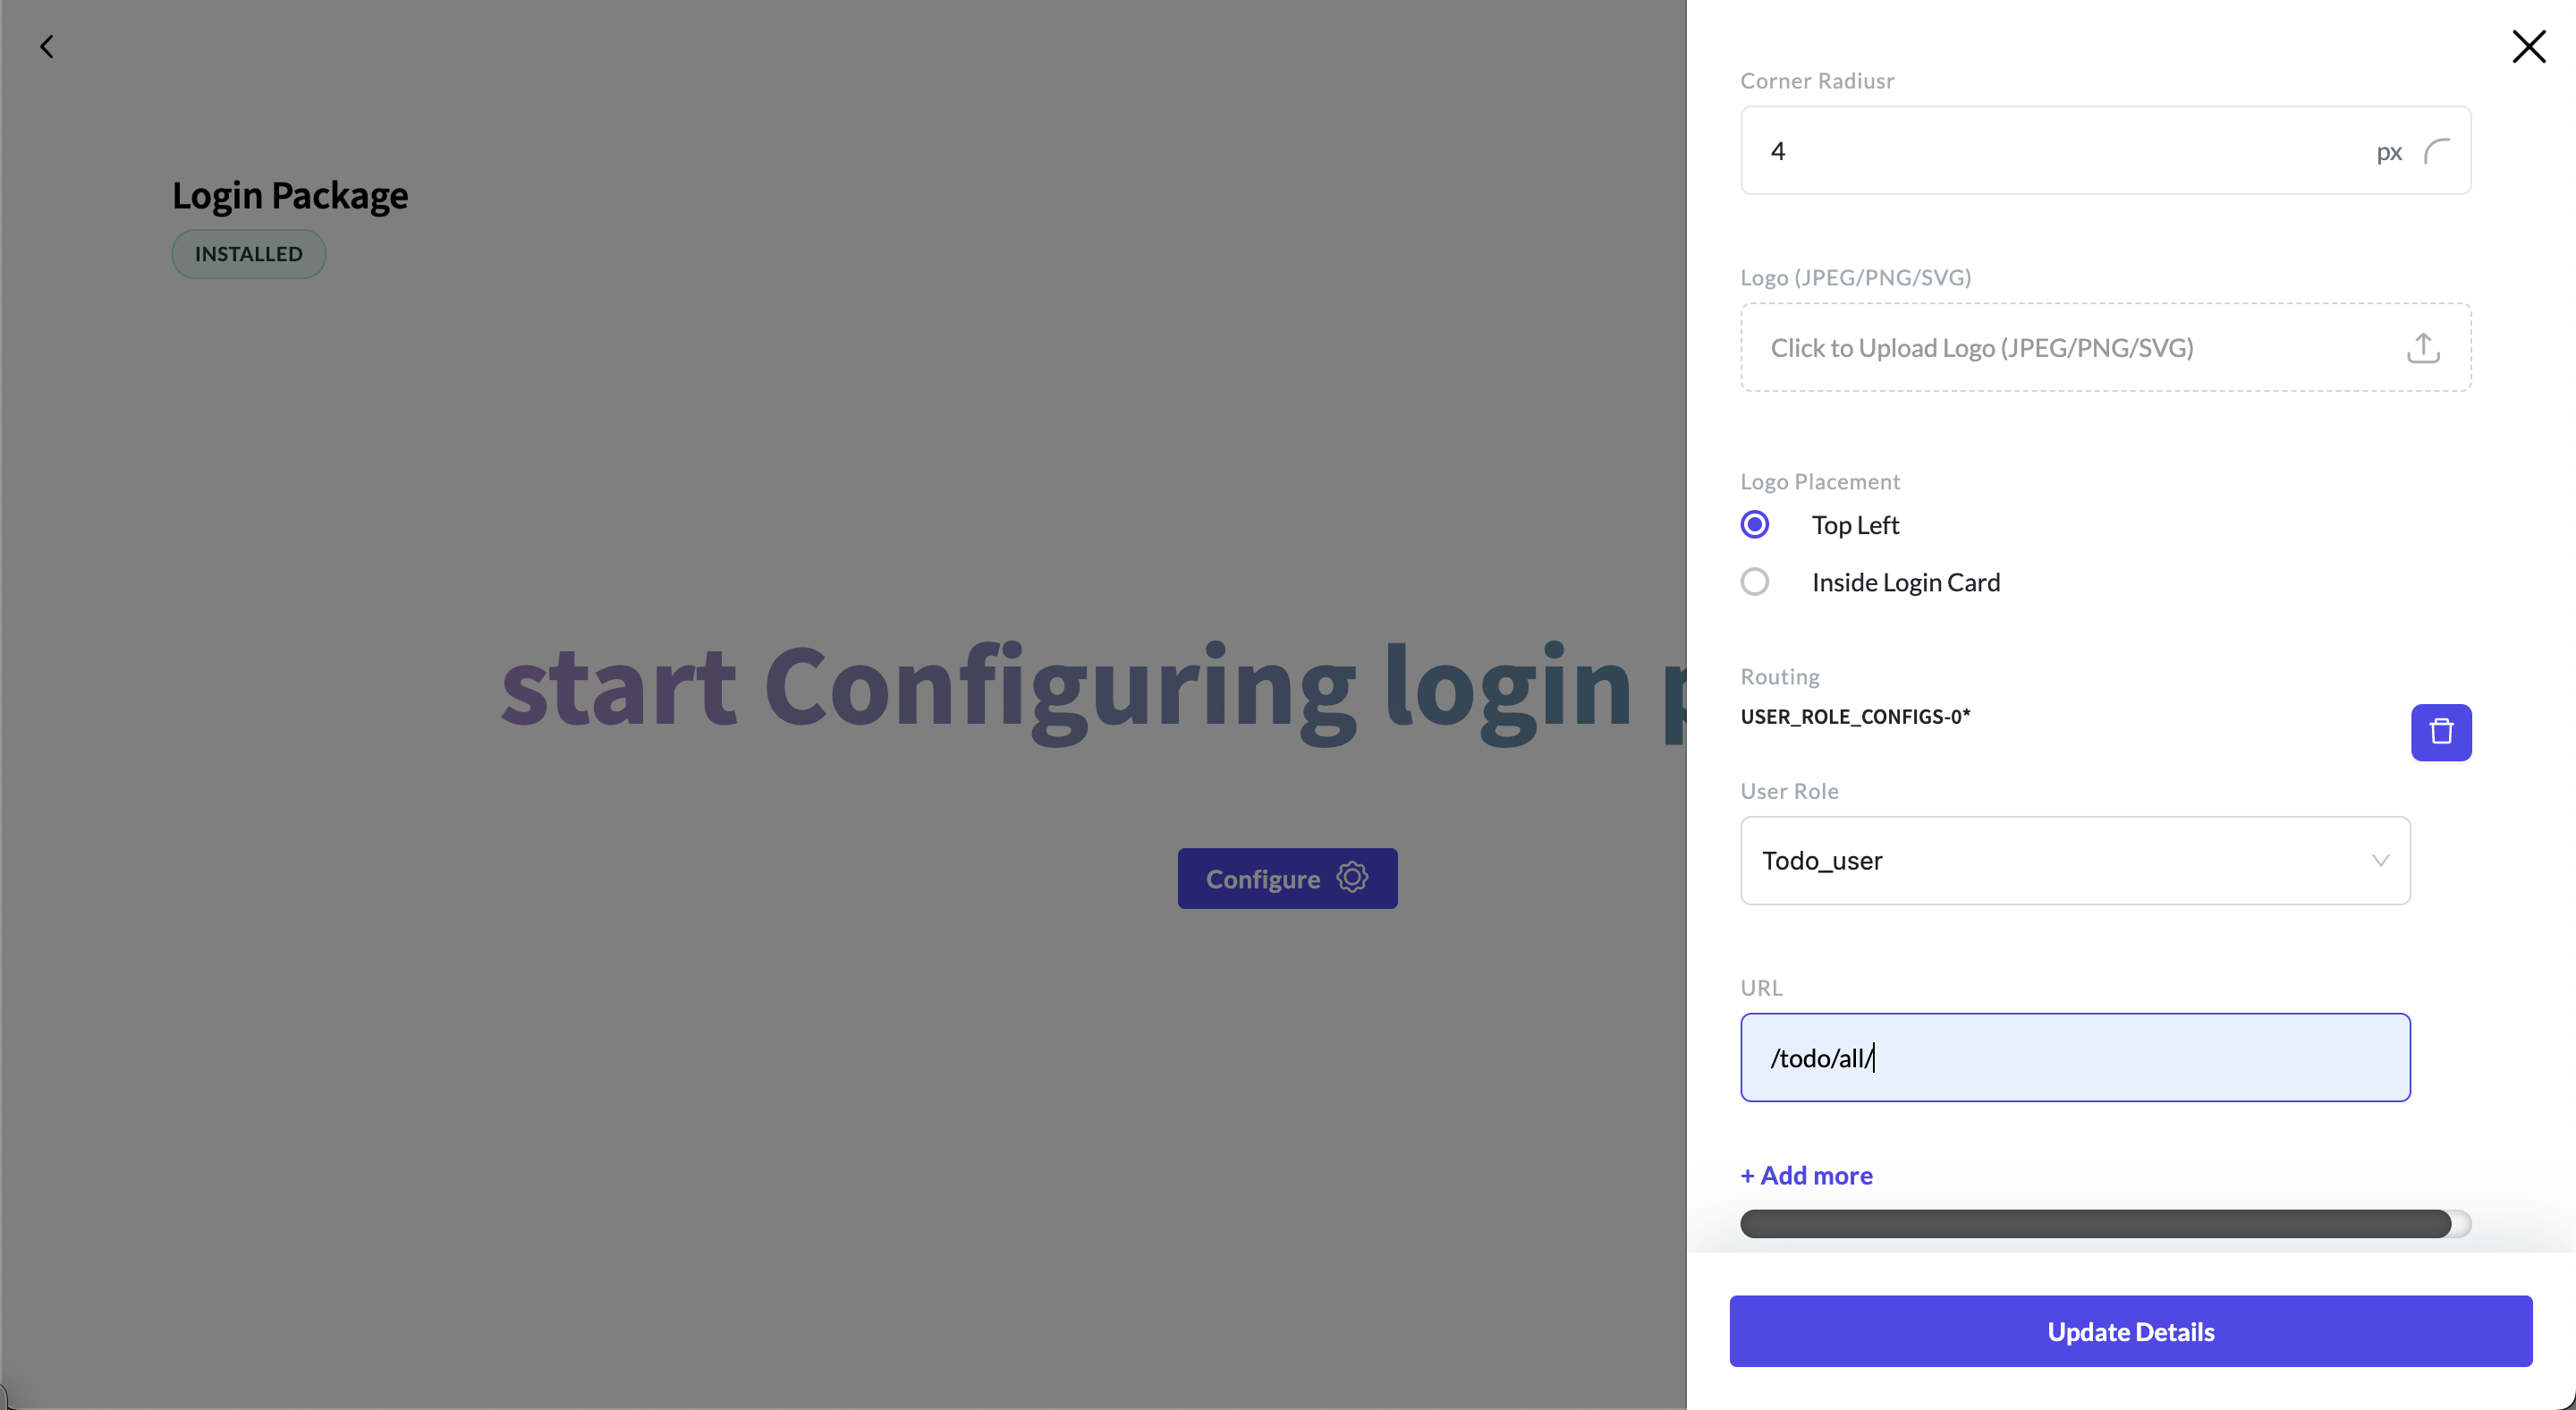 Login Package
INSTALLED
start Configuring login
Configure
Corner Radiusr
4
px
Logo (JPEG/PNG/SVG)
Click to Upload Logo (JPEG/PNG/SVG)
Logo Placement
Top Left
Inside Login Card
Routing
USER_ROLE_CONFIGS-0*
User Role
Todo_user
URL
/todo/all/
+ Add more
Update Details